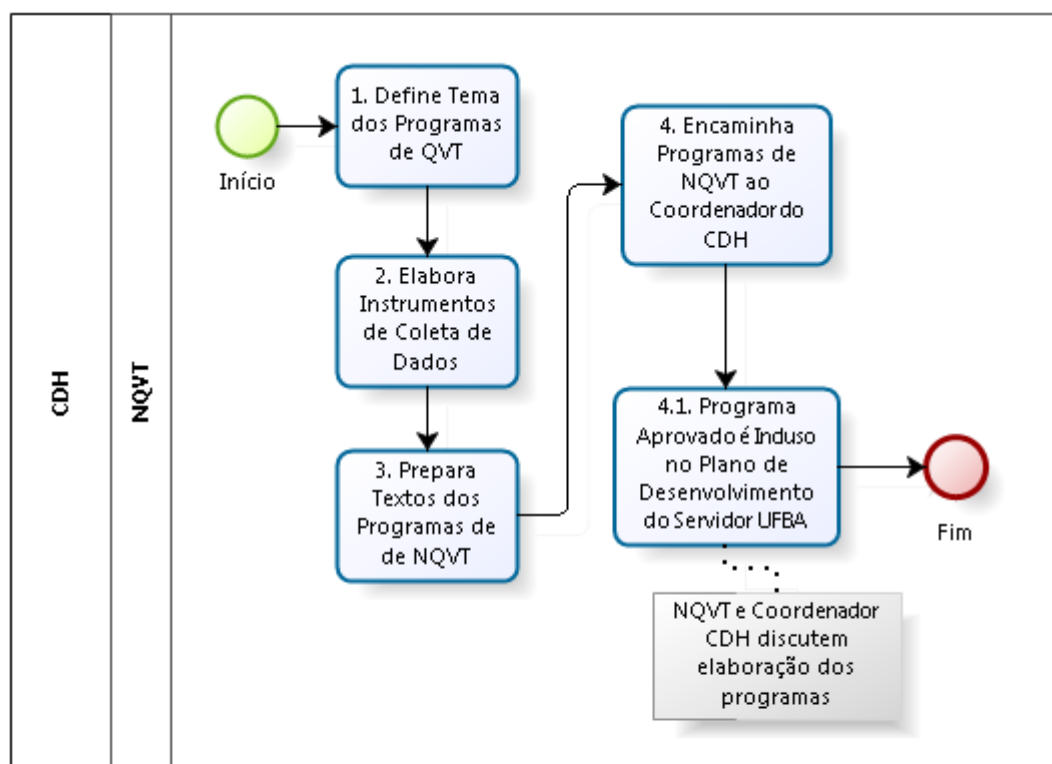 CDH
NQVT
Início
1. Define Tema
dos Programas
de QVT
2. Elabora
Instrumentos
de Coleta de
Dados
3. Prepara
Textos dos
Programas de
de NQVT
4. Encaminha
Programas de
NQVT ao
Coordenador do
CDH
4.1. Programa
Aprovado é Induso
no Plano de
Desenvolvimento
do Servidor UFBA
Fim
NQVT e Coordenador
CDH discutem
elaboração dos
programas